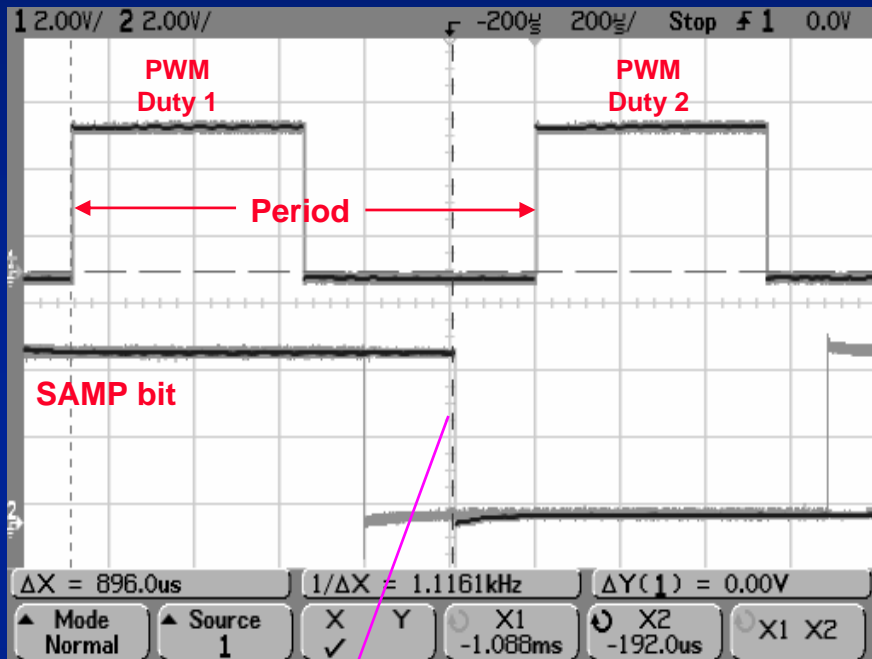 1 2.00V/ 2 2.00V/ -200us 200us/ Stop 1 0.0V
PWM
Duty 1
PWM
Duty 2
Period
SAMP bit
1
2
ΔX = 896.0us 1/ΔX = 1.1161kHz ΔY(1) = 0.00V
Mode
Normal
Source
1
X Y
✓
X1
-1.088ms
X2
-192.0us
X1 X2